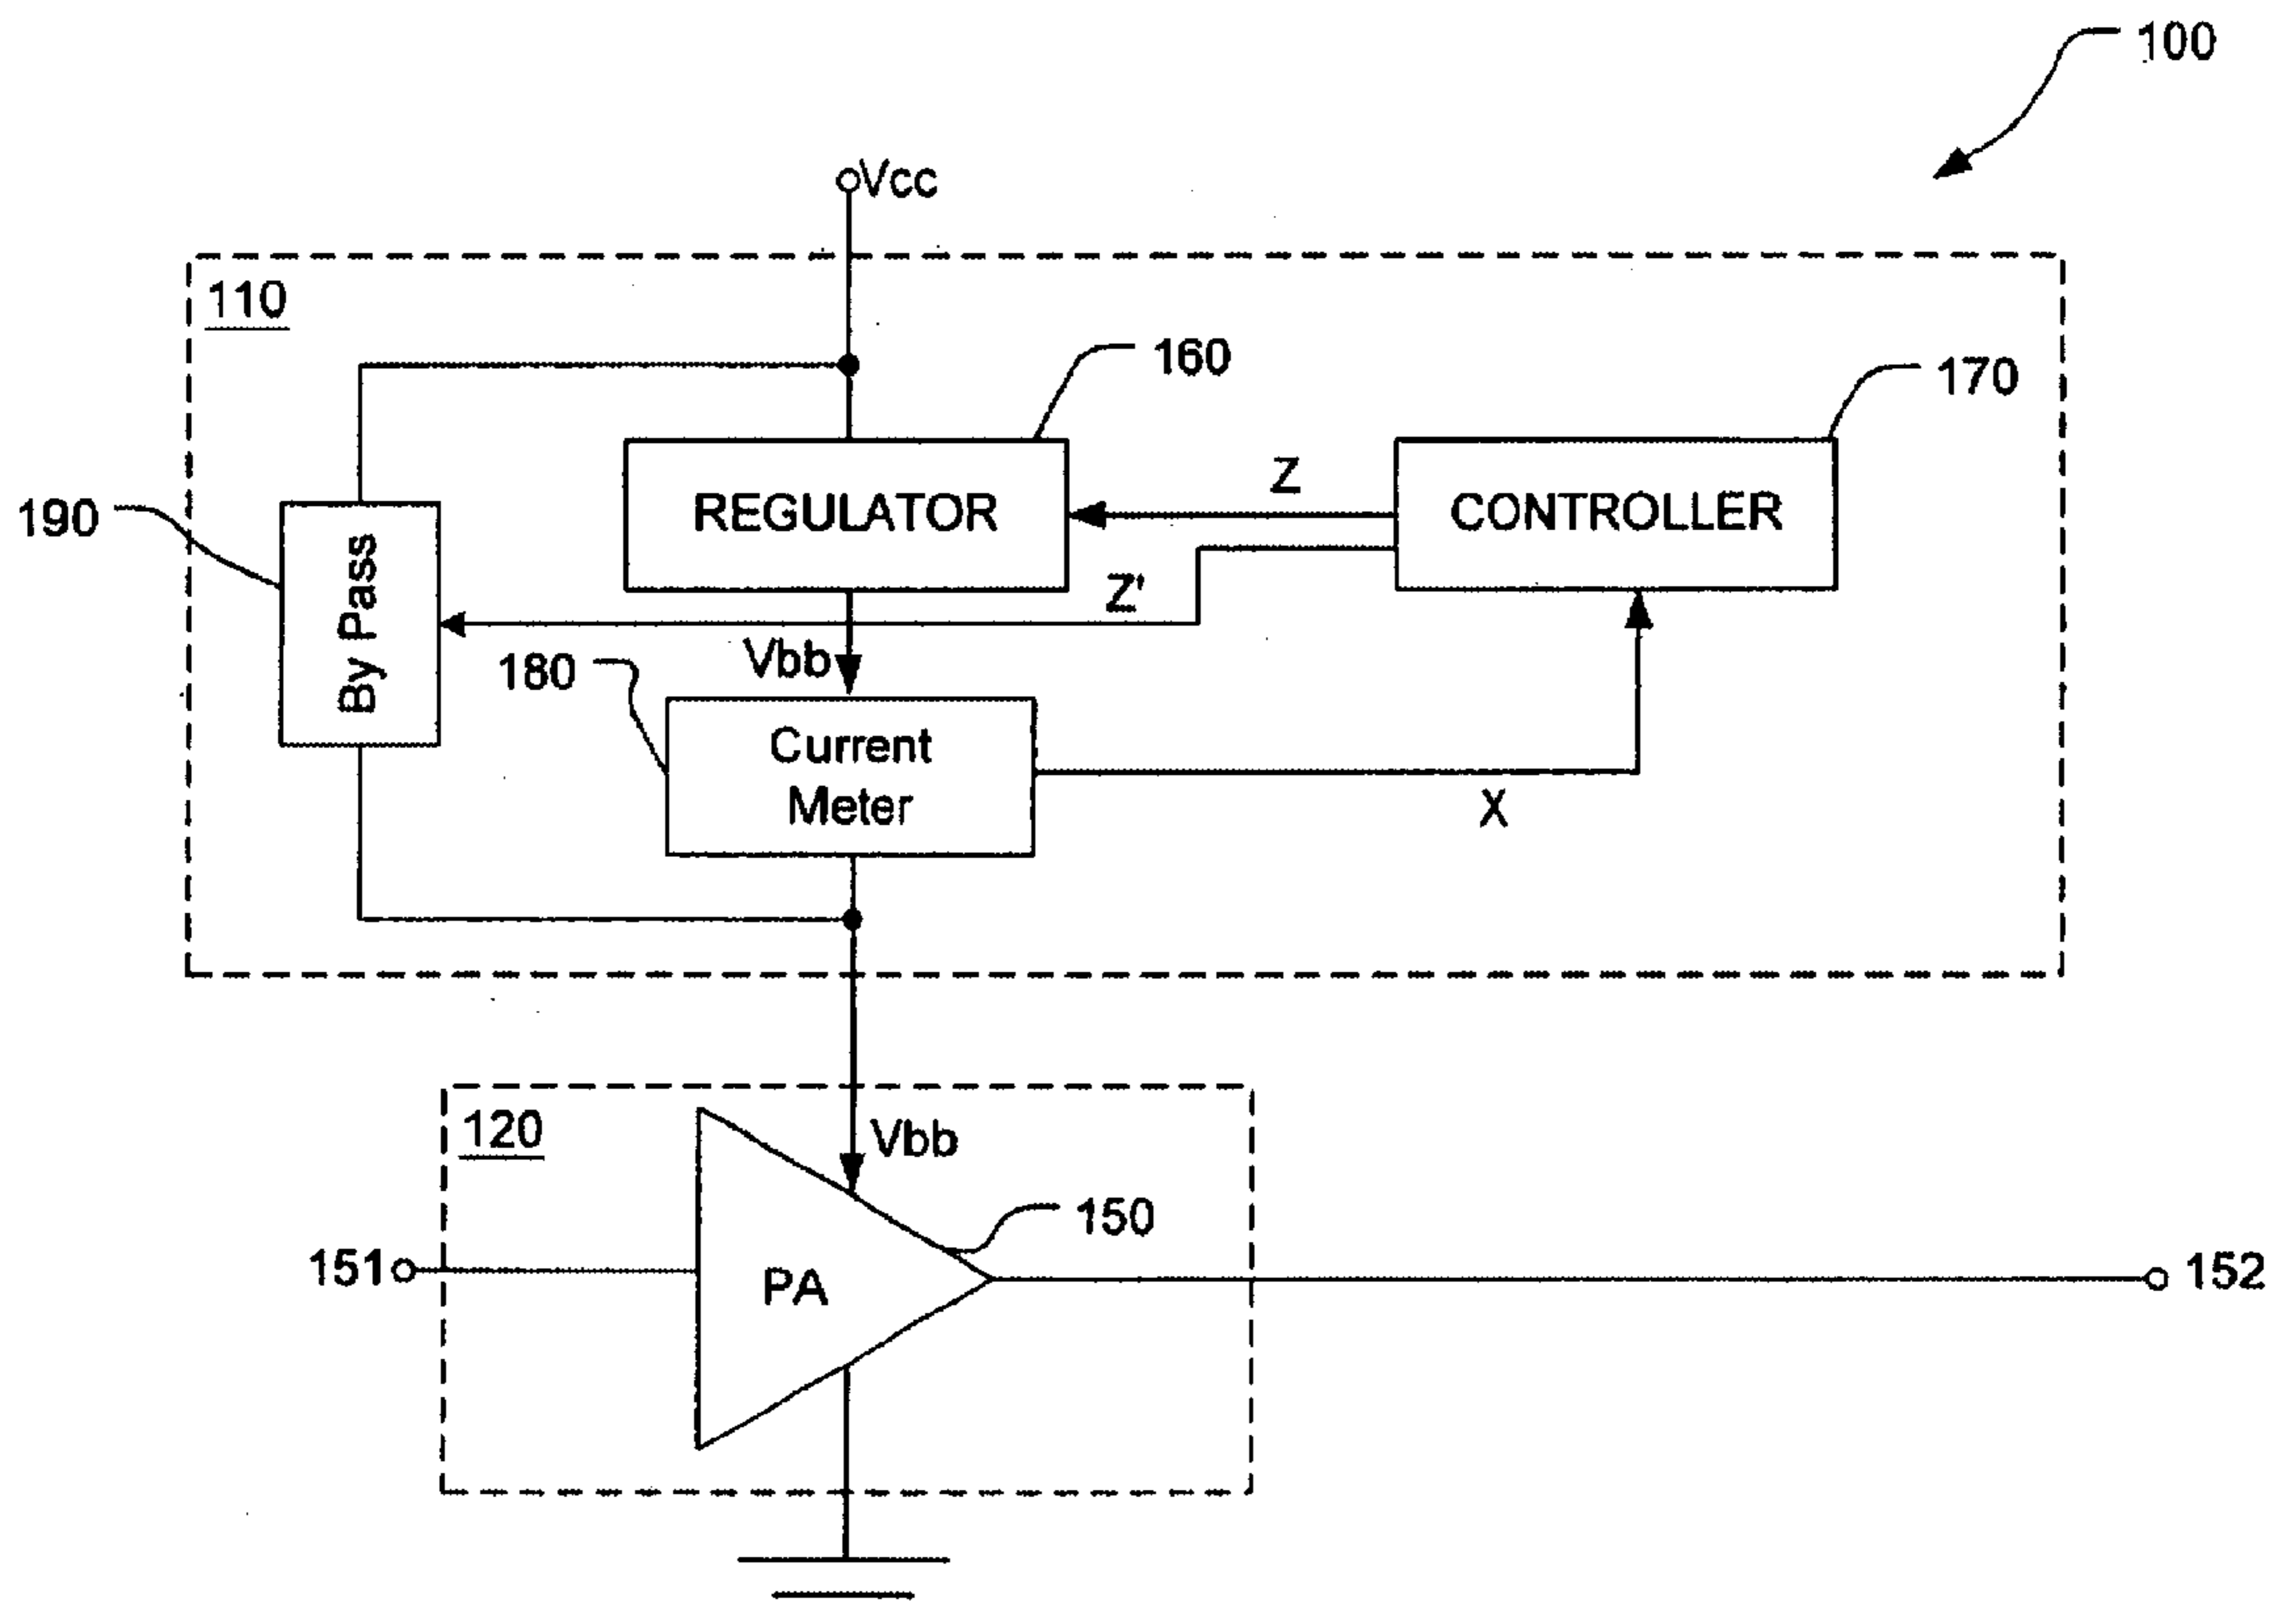 100
Vcc
110
160
170
190
REGULATOR
Z
CONTROLLER
By Pass
Z'
Vbb
180
Current
Meter
X
120
Vbb
150
151
PA
152